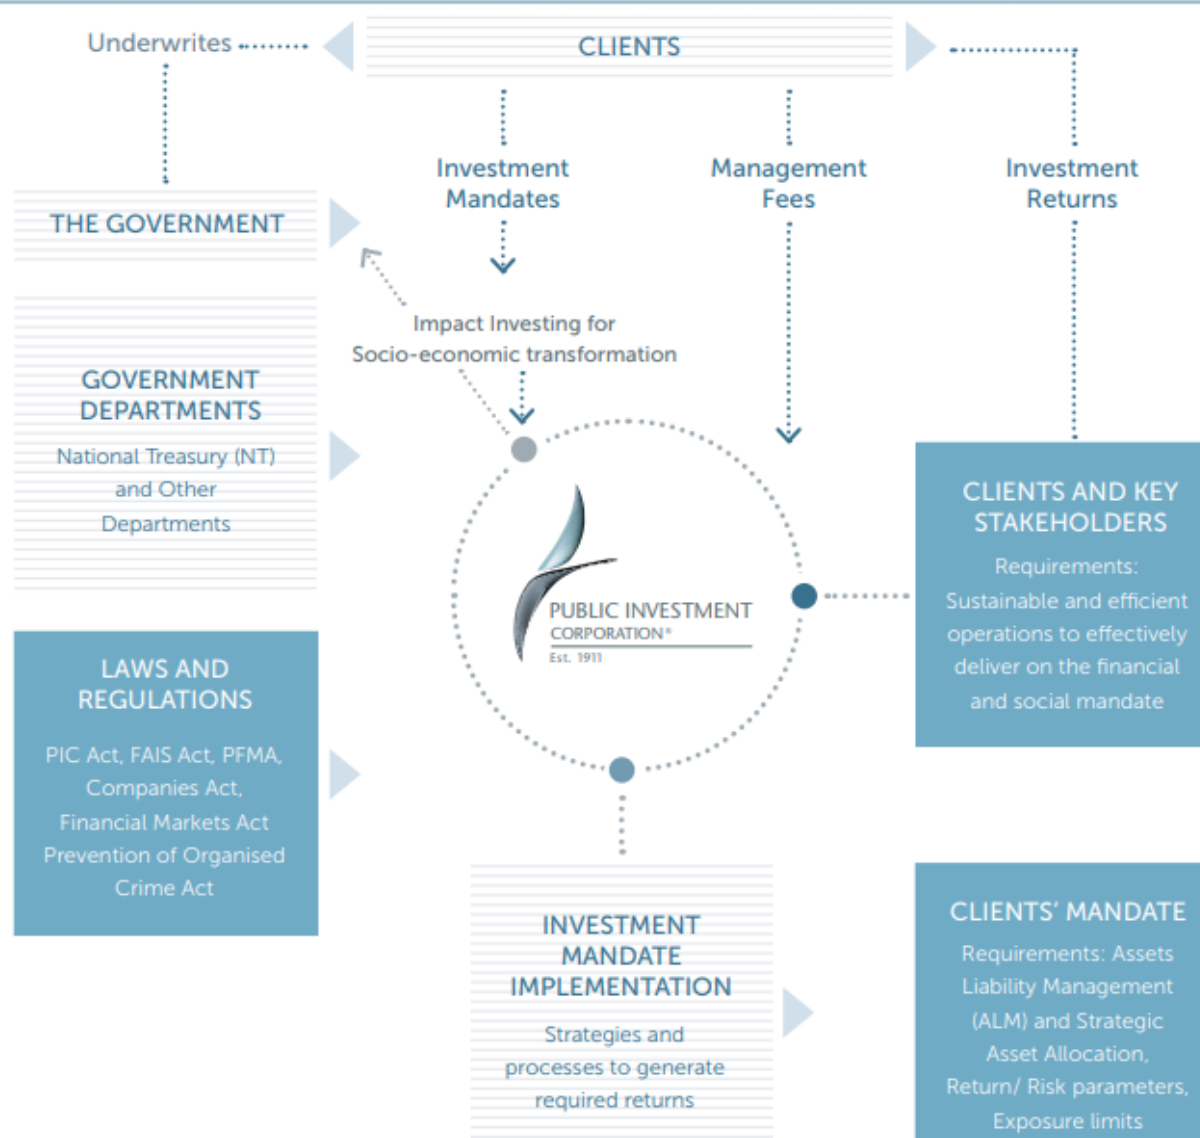 Underwrites
CLIENTS
Investment
Mandates
Management
Fees
Investment
Returns
THE GOVERNMENT
Impact Investing for
Socio-economic transformation
GOVERNMENT
DEPARTMENTS
National Treasury (NT)
and Other
Departments
PUBLIC INVESTMENT
CORPORATION®
Est. 1911
CLIENTS AND KEY
STAKEHOLDERS
Requirements:
Sustainable and efficient
operations to effectively
deliver on the financial
and social mandate
LAWS AND
REGULATIONS
PIC Act, FAIS Act, PFMA,
Companies Act,
Financial Markets Act
Prevention of Organised
Crime Act
INVESTMENT
MANDATE
IMPLEMENTATION
Strategies and
processes to generate
required returns
CLIENTS' MANDATE
Requirements: Assets
Liability Management
(ALM) and Strategic
Asset Allocation,
Return/ Risk parameters,
Exposure limits